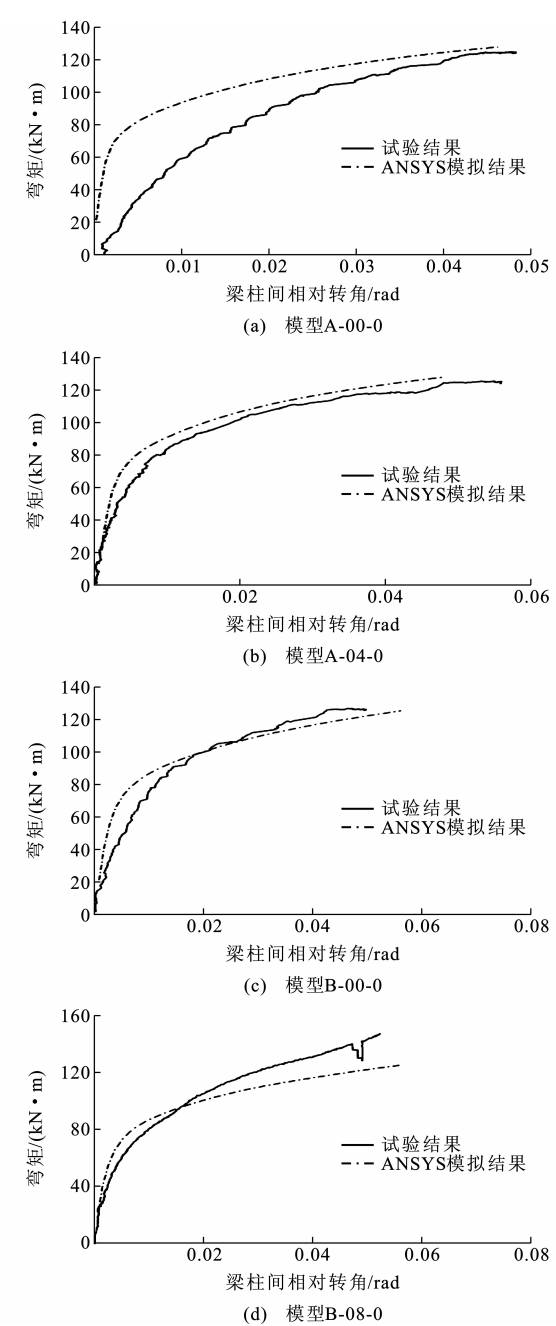 140
120
100
80
60
40
20
0
弯矩/(kN·m)
试验结果
ANSYS模拟结果
0.01 0.02 0.03 0.04 0.05
梁柱间相对转角/rad
(a) 模型A-00-0
140
120
100
80
60
40
20
0
弯矩/(kN·m)
试验结果
ANSYS模拟结果
0.02 0.04 0.06
梁柱间相对转角/rad
(b) 模型A-04-0
140
120
100
80
60
40
20
0
弯矩/(kN·m)
试验结果
ANSYS模拟结果
0.02 0.04 0.06 0.08
梁柱间相对转角/rad
(c) 模型B-00-0
160
120
80
40
0
弯矩/(kN·m)
试验结果
ANSYS模拟结果
0.02 0.04 0.06 0.08
梁柱间相对转角/rad
(d) 模型B-08-0